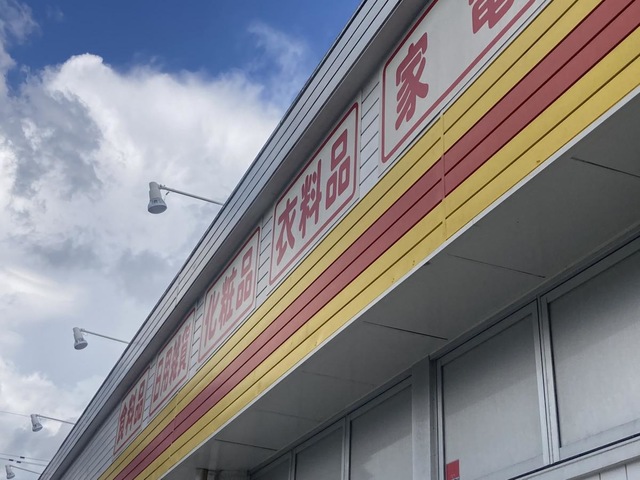 食料品
日用雑貨
化粧品
衣料品
家電